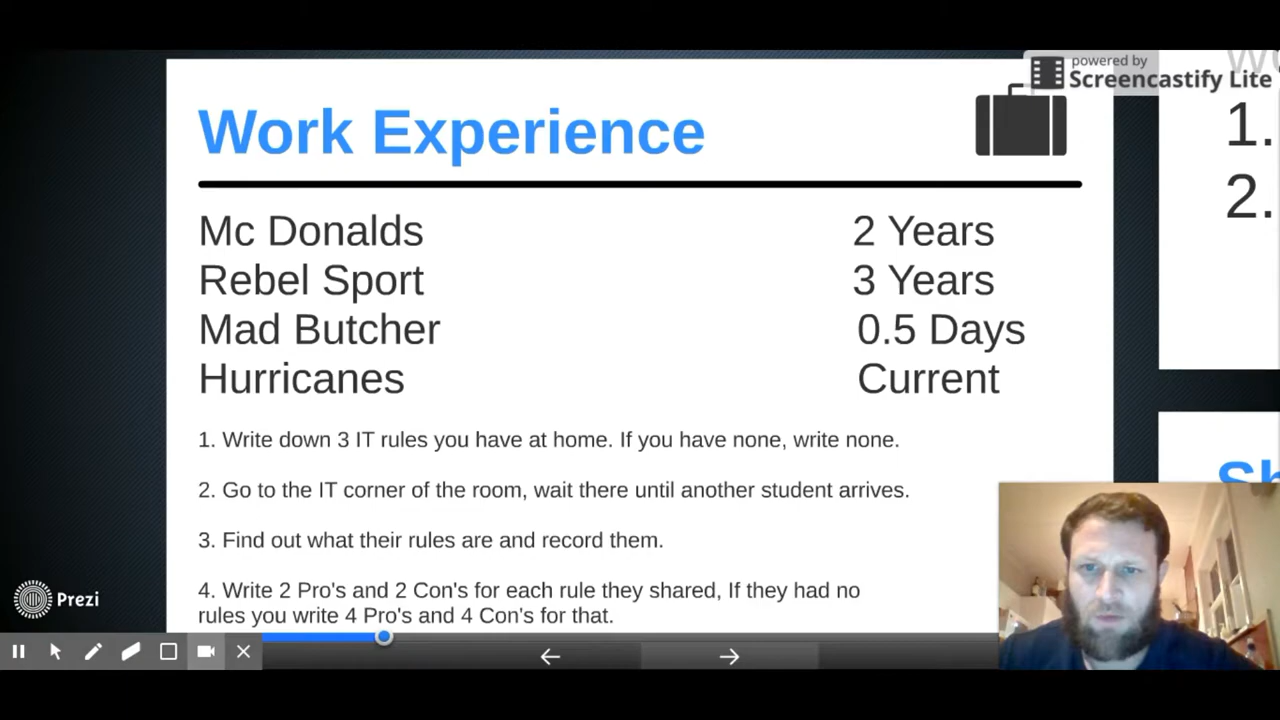 powered by
Screencastify Lite
Work Experience
Mc Donalds 2 Years
Rebel Sport 3 Years
Mad Butcher 0.5 Days
Hurricanes Current
1. Write down 3 IT rules you have at home. If you have none, write none.
2. Go to the IT corner of the room, wait there until another student arrives.
3. Find out what their rules are and record them.
4. Write 2 Pro's and 2 Con's for each rule they shared, If they had no
rules you write 4 Pro's and 4 Con's for that.
1.
2.
Prezi